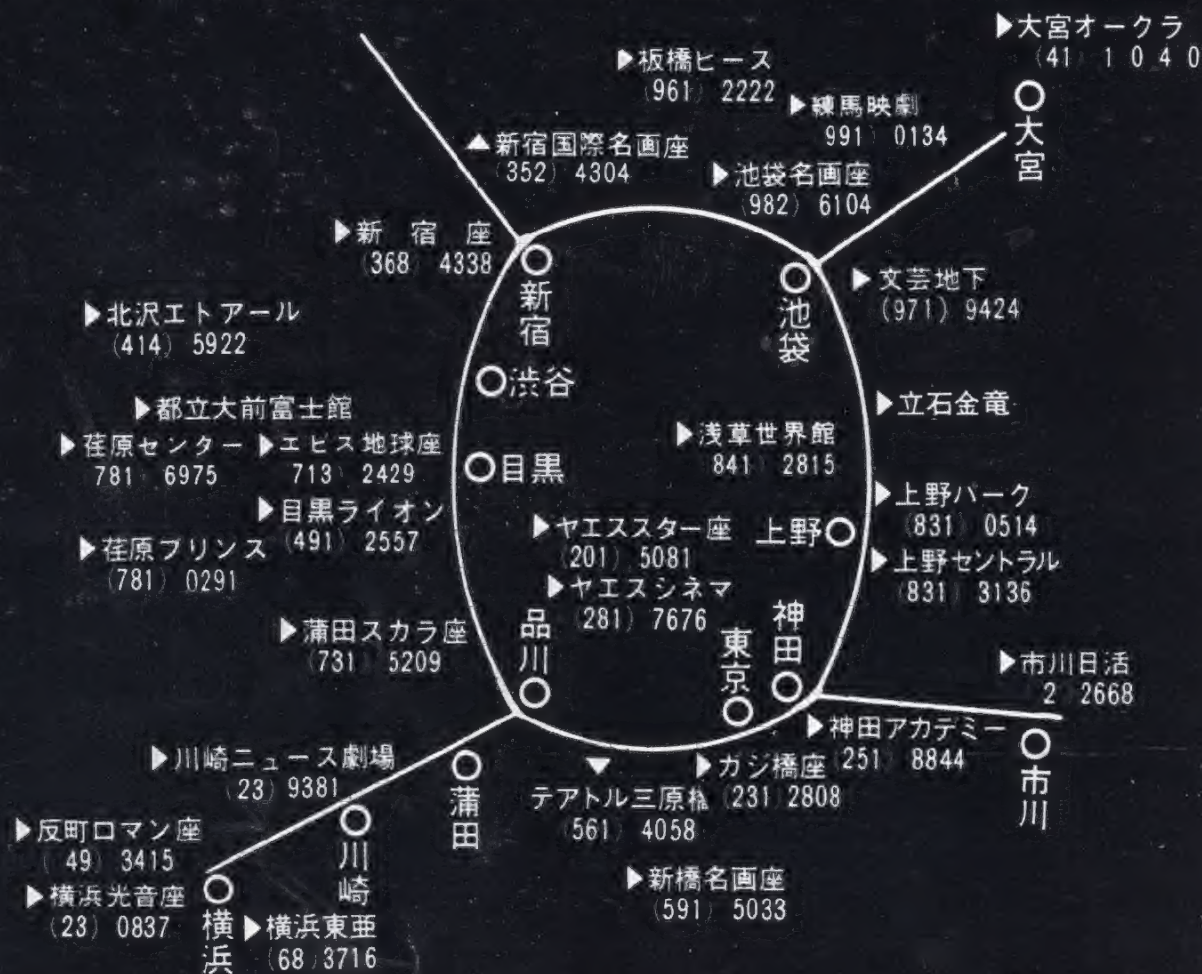 ▶大宮オークラ
(41) 1040
大宮
▶板橋ピース
(961) 2222
▶練馬映劇
991) 0134
▲新宿国際名画座
(352) 4304
▶池袋名画座
(982) 6104
▶新宿座
(368) 4338
新宿
池袋
▶文芸地下
(971) 9424
▶北沢エトアール
(414) 5922
渋谷
▶都立大前富士館
▶立石金竜
▶荏原センター
781) 6975
▶エビス地球座
713) 2429
目黒
▶浅草世界館
841) 2815
▶目黒ライオン
(491) 2557
▶上野パーク
(831) 0514
▶荏原プリンス
(781) 0291
▶ヤエススター座
(201) 5081
上野
▶上野セントラル
(831) 3136
▶ヤエスシネマ
(281) 7676
▶蒲田スカラ座
(731) 5209
品川
東京
神田
▶市川日活
2) 2668
▶神田アカデミー
(251) 8844
市川
▶川崎ニュース劇場
(23) 9381
蒲田
▼
テアトル三原橋
(561) 4058
▶カジ橋座
(231) 2808
▶反町ロマン座
(49) 3415
川崎
▶新橋名画座
(591) 5033
▶横浜光音座
(23) 0837
横浜
▶横浜東亜
(68) 3716